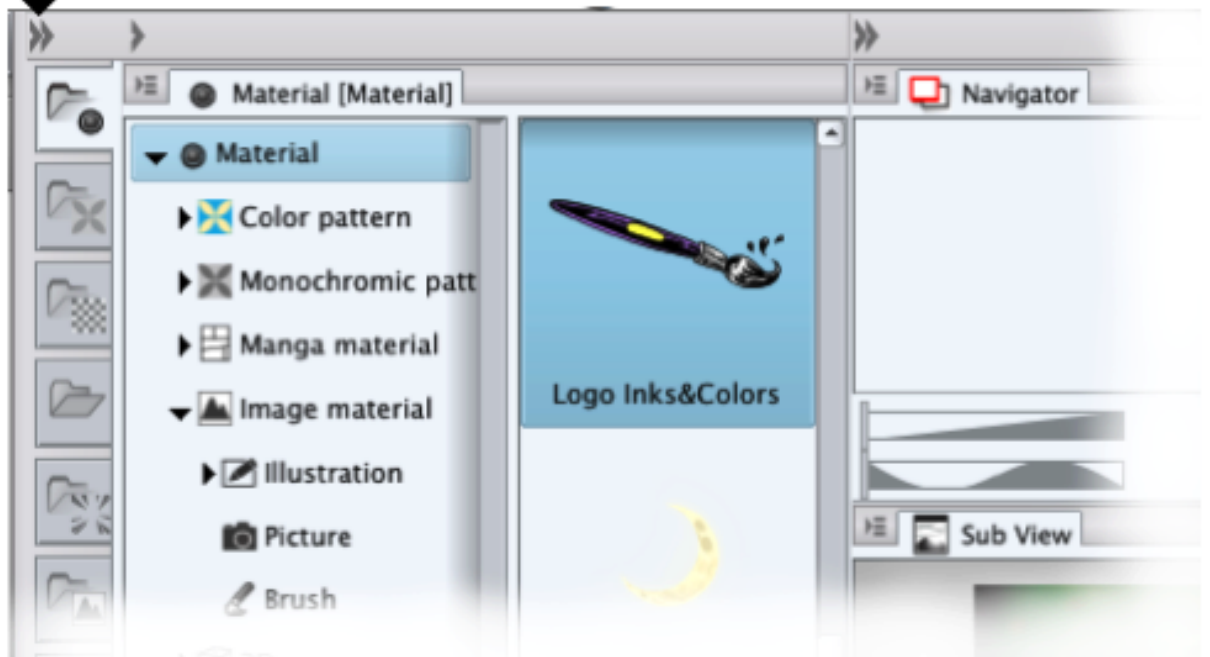 Material [Material]
Navigator
Material
Color pattern
Monochromic patt
Manga material
Image material
Illustration
Picture
Brush
Logo Inks&Colors
Sub View